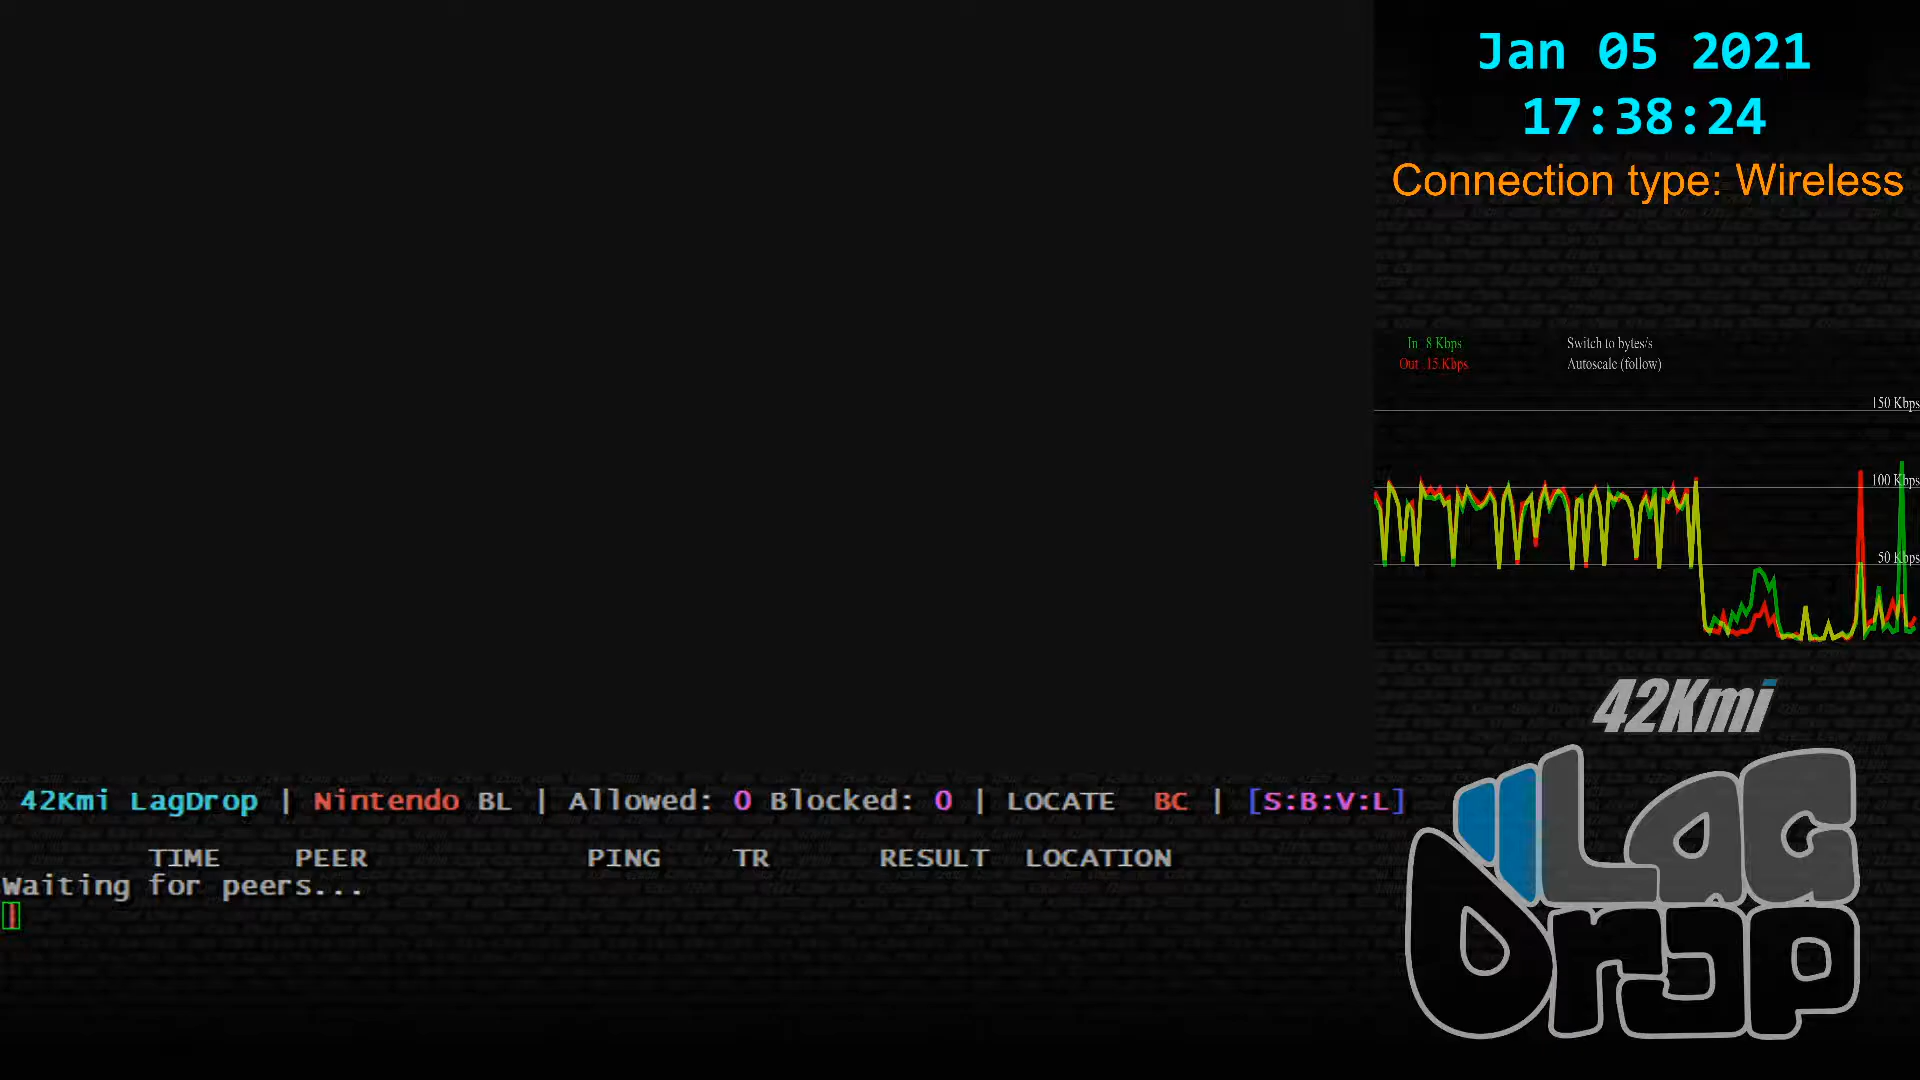 Jan 05 2021
17:38:24
Connection type: Wireless
In 8 Kbps
Switch to bytes/s
Out 15 Kbps
Autoscale (follow)
150 Kbps
100 Kbps
50 Kbps
42Kmi
LagDrop
42Kmi LagDrop | Nintendo BL | Allowed: 0 Blocked: 0 | LOCATE BC | [S:B:V:L]
TIME PEER PING TR RESULT LOCATION
Waiting for peers...